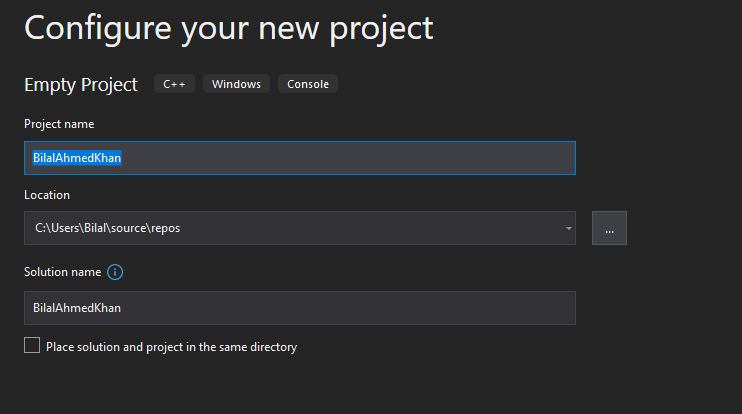 Configure your new project
Empty Project C++ Windows Console
Project name
BilalAhmedKhan
Location
C:\Users\Bilal\source\repos
...
Solution name
BilalAhmedKhan
Place solution and project in the same directory